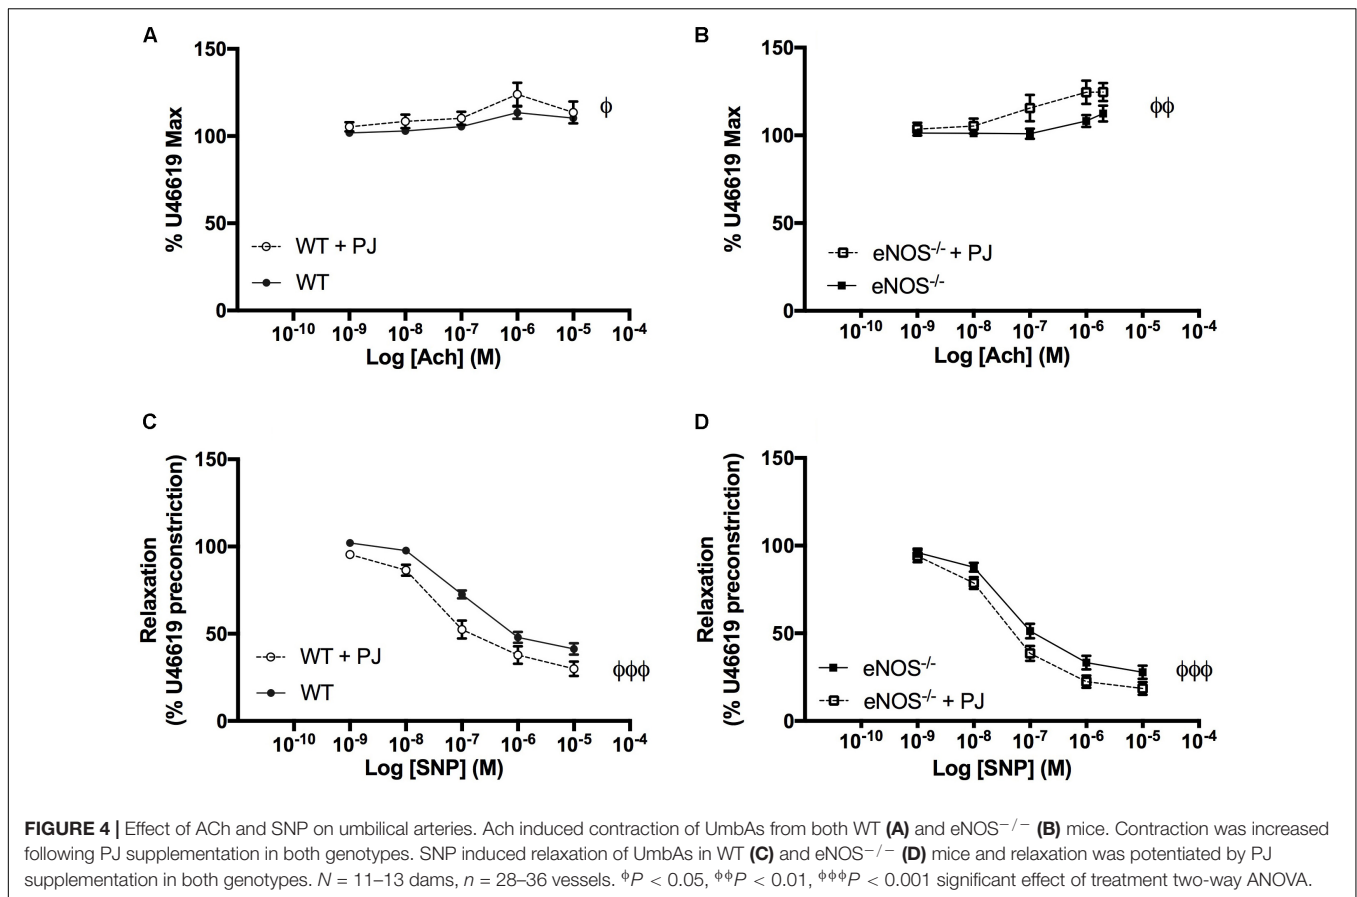 A
150
100
50
0
% U46619 Max
ϕ
WT + PJ
WT
10-10 10-9 10-8 10-7 10-6 10-5 10-4
Log [Ach] (M)
B
150
100
50
0
% U46619 Max
ϕϕ
eNOS-/- + PJ
eNOS-/-
10-10 10-9 10-8 10-7 10-6 10-5 10-4
Log [Ach] (M)
C
150
100
50
0
Relaxation
(% U46619 preconstriction)
WT + PJ
WT
ϕϕϕ
10-10 10-9 10-8 10-7 10-6 10-5 10-4
Log [SNP] (M)
D
150
100
50
0
Relaxation
(% U46619 preconstriction)
eNOS-/-
eNOS-/- + PJ
ϕϕϕ
10-10 10-9 10-8 10-7 10-6 10-5 10-4
Log [SNP] (M)
FIGURE 4 | Effect of ACh and SNP on umbilical arteries. Ach induced contraction of UmbAs from both WT (A) and eNOS−/− (B) mice. Contraction was increased
following PJ supplementation in both genotypes. SNP induced relaxation of UmbAs in WT (C) and eNOS−/− (D) mice and relaxation was potentiated by PJ
supplementation in both genotypes. N = 11–13 dams, n = 28–36 vessels. ϕP < 0.05, ϕϕP < 0.01, ϕϕϕP < 0.001 significant effect of treatment two-way ANOVA.